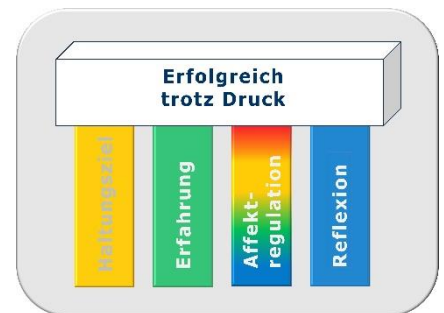 Erfolgreich
trotz Druck
Haltungsziel
Erfahrung
Affekt-
regulation
Reflexion